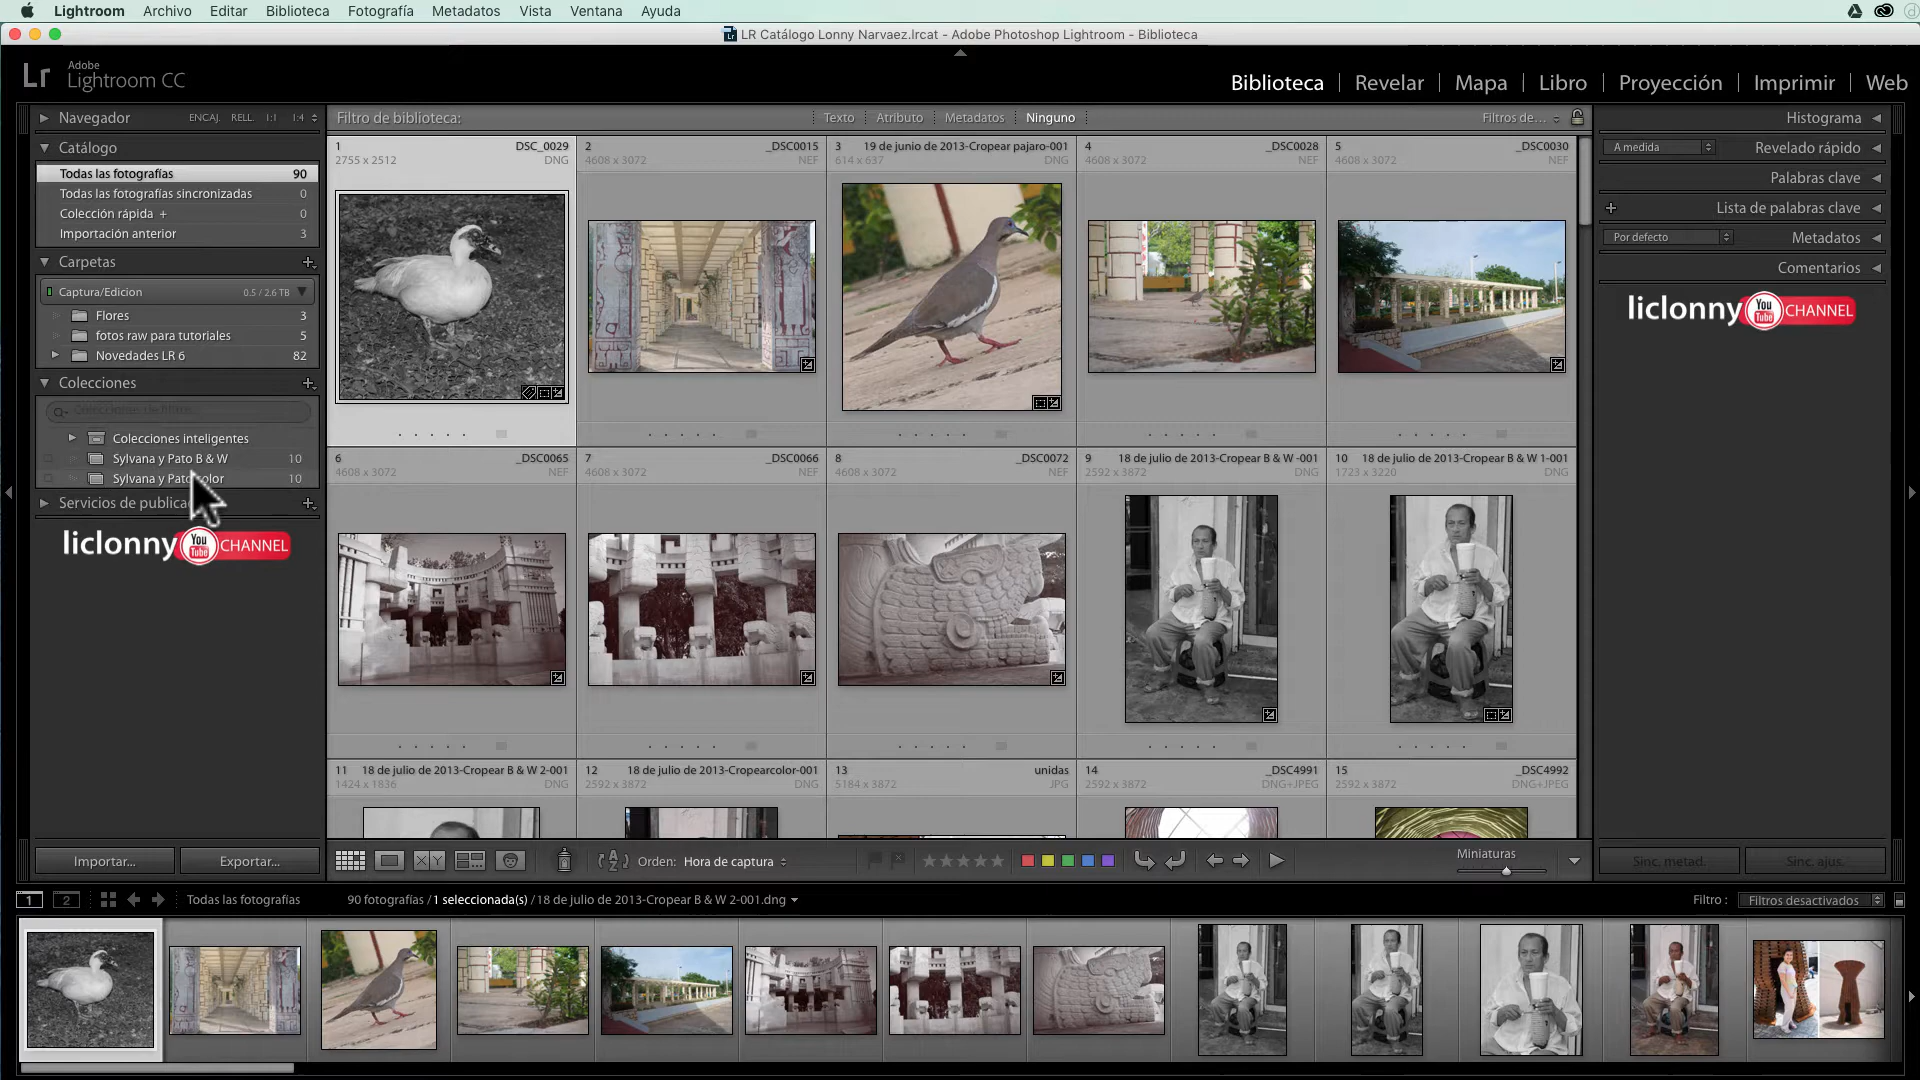 Lightroom Archivo Editar Biblioteca Fotografía Metadatos Vista Ventana Ayuda
LR Catálogo Lonny Narvaez.lrcat - Adobe Photoshop Lightroom - Biblioteca
Lr Adobe
Lightroom CC
Biblioteca | Revelar | Mapa | Libro | Proyección | Imprimir | Web
Navegador ENCAJ. RELL. 1:1 1:4
Catálogo
Todas las fotografías 90
Todas las fotografías sincronizadas 0
Colección rápida + 0
Importación anterior 3
Carpetas +
Captura/Edicion 0.5 / 2.6 TB
Flores 3
fotos raw para tutoriales 5
Novedades LR 6 82
Colecciones +
Colecciones inteligentes
Sylvana y Pato B & W 10
Sylvana y Pato color 10
Servicios de publica +
liclonny You Tube CHANNEL
Importar... Exportar...
Filtro de biblioteca: Texto Atributo Metadatos Ninguno Filtros de...
1 DSC_0029
2755 x 2512 DNG
2 _DSC0015
4608 x 3072 NEF
3 19 de junio de 2013-Cropear pajaro-001
614 x 637 DNG
4 _DSC0028
4608 x 3072 NEF
5 _DSC0030
4608 x 3072 NEF
6 _DSC0065
4608 x 3072 NEF
7 _DSC0066
4608 x 3072 NEF
8 _DSC0072
4608 x 3072 NEF
9 18 de julio de 2013-Cropear B & W -001
2592 x 3872 DNG
10 18 de julio de 2013-Cropear B & W 1-001
1723 x 3220 DNG
11 18 de julio de 2013-Cropear B & W 2-001
1424 x 1836 DNG
12 18 de julio de 2013-Cropearcolor-001
2592 x 3872 DNG
13 unidas
5184 x 3872 JPG
14 _DSC4991
2592 x 3872 DNG+JPEG
15 _DSC4992
2592 x 3872 DNG+JPEG
Histograma
A medida Revelado rápido
Palabras clave
+ Lista de palabras clave
Por defecto Metadatos
Comentarios
liclonny You Tube CHANNEL
XY Orden: Hora de captura
Miniaturas
Sinc. metad. Sinc. ajus.
1 2 Todas las fotografías 90 fotografías / 1 seleccionada(s) / 18 de julio de 2013-Cropear B & W 2-001.dng
Filtro : Filtros desactivados